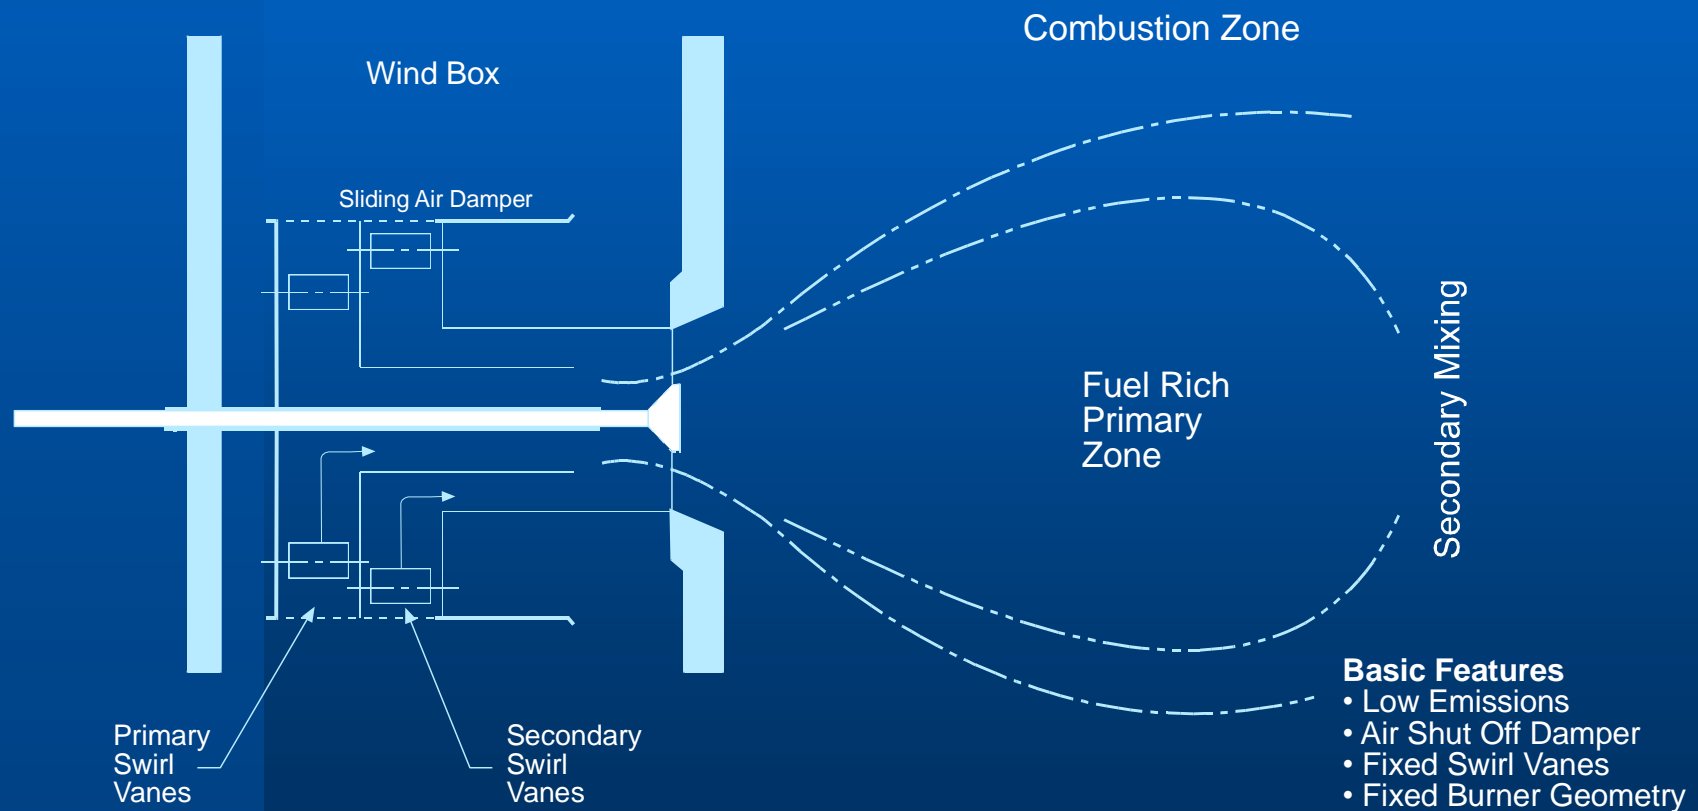 Combustion Zone
Wind Box
Sliding Air Damper
Fuel Rich
Primary
Zone
Secondary Mixing
Primary
Swirl
Vanes
Secondary
Swirl
Vanes
Basic Features
• Low Emissions
• Air Shut Off Damper
• Fixed Swirl Vanes
• Fixed Burner Geometry